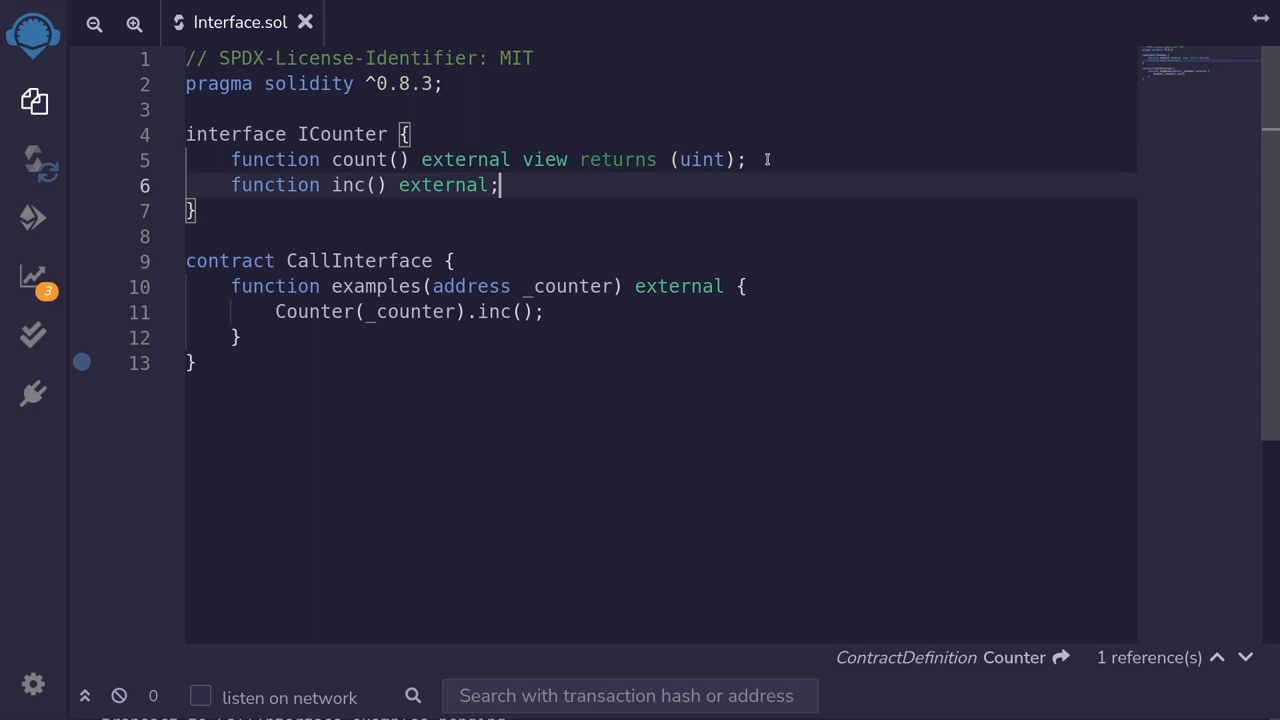 Interface.sol
1 // SPDX-License-Identifier: MIT
2 pragma solidity ^0.8.3;
3
4 interface ICounter {
5 function count() external view returns (uint);
6 function inc() external;
7 }
8
9 contract CallInterface {
10 function examples(address _counter) external {
11 Counter(_counter).inc();
12 }
13 }
3
ContractDefinition Counter 1 reference(s)
0 listen on network Search with transaction hash or address